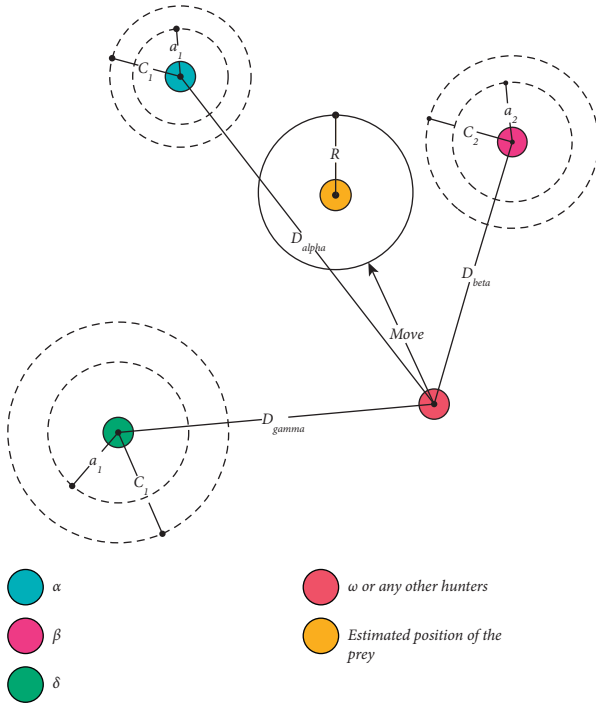 a1
C1
a2
C2
R
Dalpha
Dbeta
Move
Dgamma
a1
C1
α
ω or any other hunters
β
Estimated position of the
prey
δ